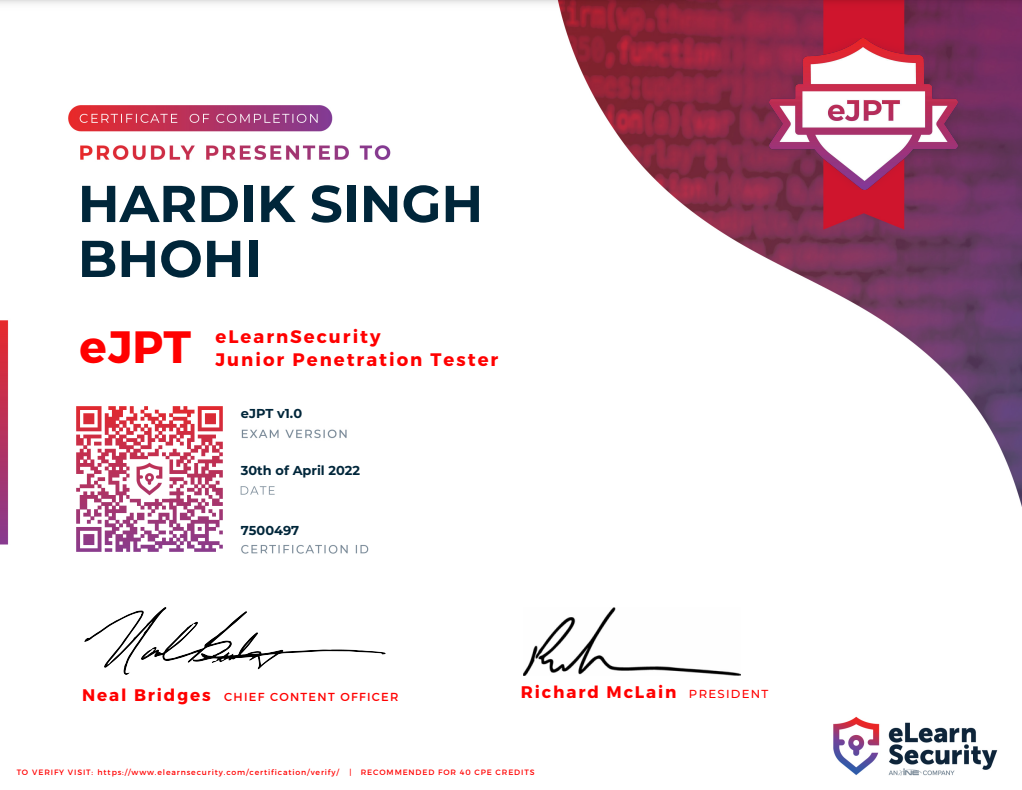 eJPT
CERTIFICATE OF COMPLETION
PROUDLY PRESENTED TO
HARDIK SINGH
BHOHI
eJPT
eLearnSecurity
Junior Penetration Tester
eJPT v1.0
EXAM VERSION
30th of April 2022
DATE
7500497
CERTIFICATION ID
Neal Bridges CHIEF CONTENT OFFICER
Richard McLain PRESIDENT
eLearn
Security
AN INE COMPANY
TO VERIFY VISIT: https://www.elearnsecurity.com/certification/verify/ | RECOMMENDED FOR 40 CPE CREDITS